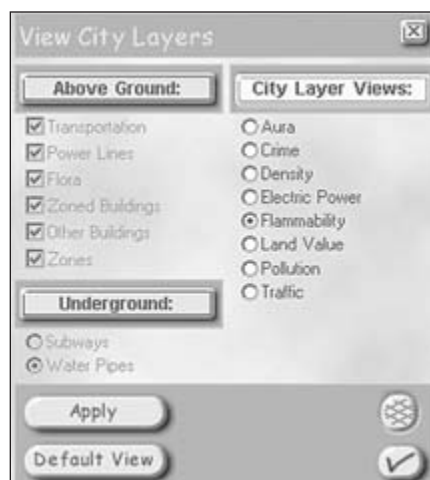 View City Layers
Above Ground:
Transportation
Power Lines
Flora
Zoned Buildings
Other Buildings
Zones
Underground:
Subways
Water Pipes
City Layer Views:
Aura
Crime
Density
Electric Power
Flammability
Land Value
Pollution
Traffic
Apply
Default View